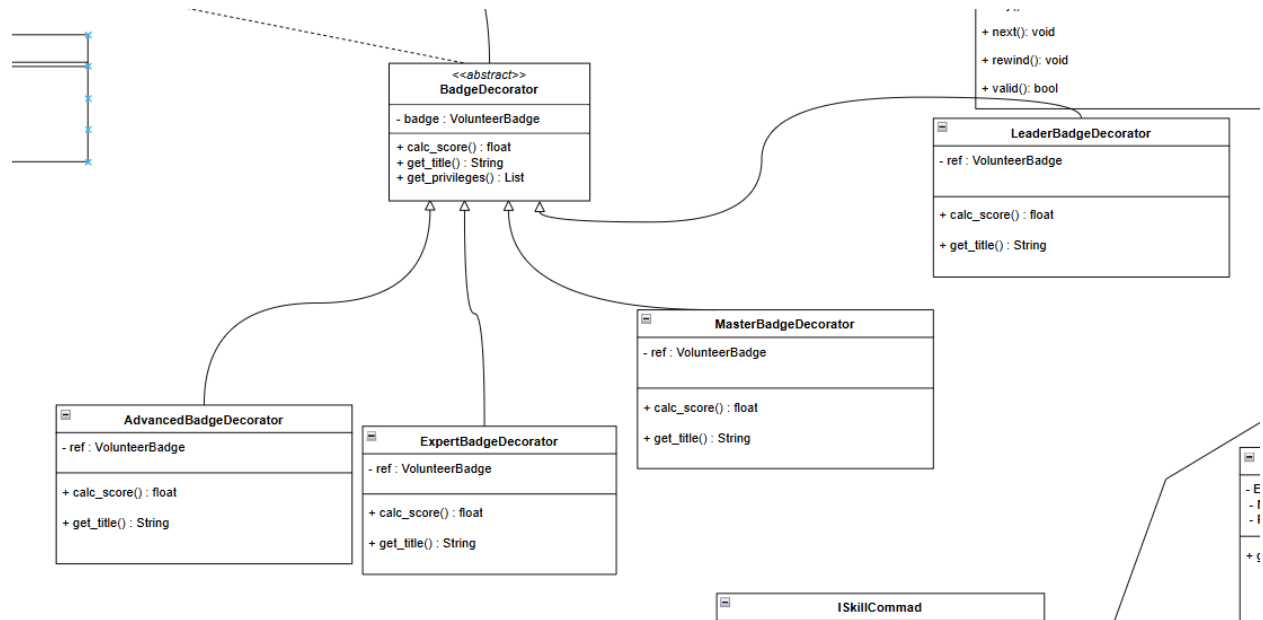 + next(): void
+ rewind(): void
+ valid(): bool
<<abstract>>
BadgeDecorator
- badge : VolunteerBadge
+ calc_score() : float
+ get_title() : String
+ get_privileges() : List
LeaderBadgeDecorator
- ref : VolunteerBadge
+ calc_score() : float
+ get_title() : String
MasterBadgeDecorator
- ref : VolunteerBadge
+ calc_score() : float
+ get_title() : String
AdvancedBadgeDecorator
- ref : VolunteerBadge
+ calc_score() : float
+ get_title() : String
ExpertBadgeDecorator
- ref : VolunteerBadge
+ calc_score() : float
+ get_title() : String
ISkillCommad